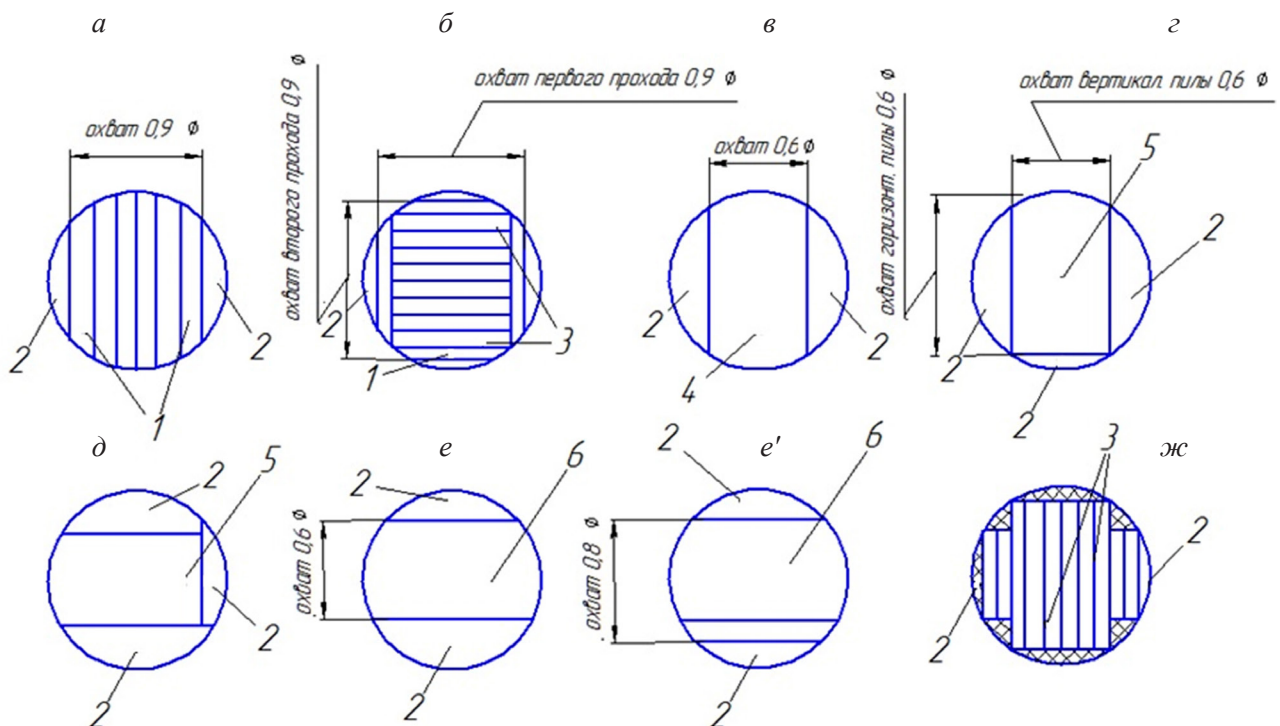 а
б
в
г
охват 0,9 ⌀
охват второго прохода 0,9 ⌀
охват первого прохода 0,9 ⌀
охват 0,6 ⌀
охват горизонт. пилы 0,6 ⌀
охват вертикал. пилы 0,6 ⌀
5
2
2
2
2
2
2
2
3
2
1
1
4
2
д
е
е'
ж
2
5
2
6
2
6
3
2
охват 0,6 ⌀
охват 0,8 ⌀
2
2
2
2
2